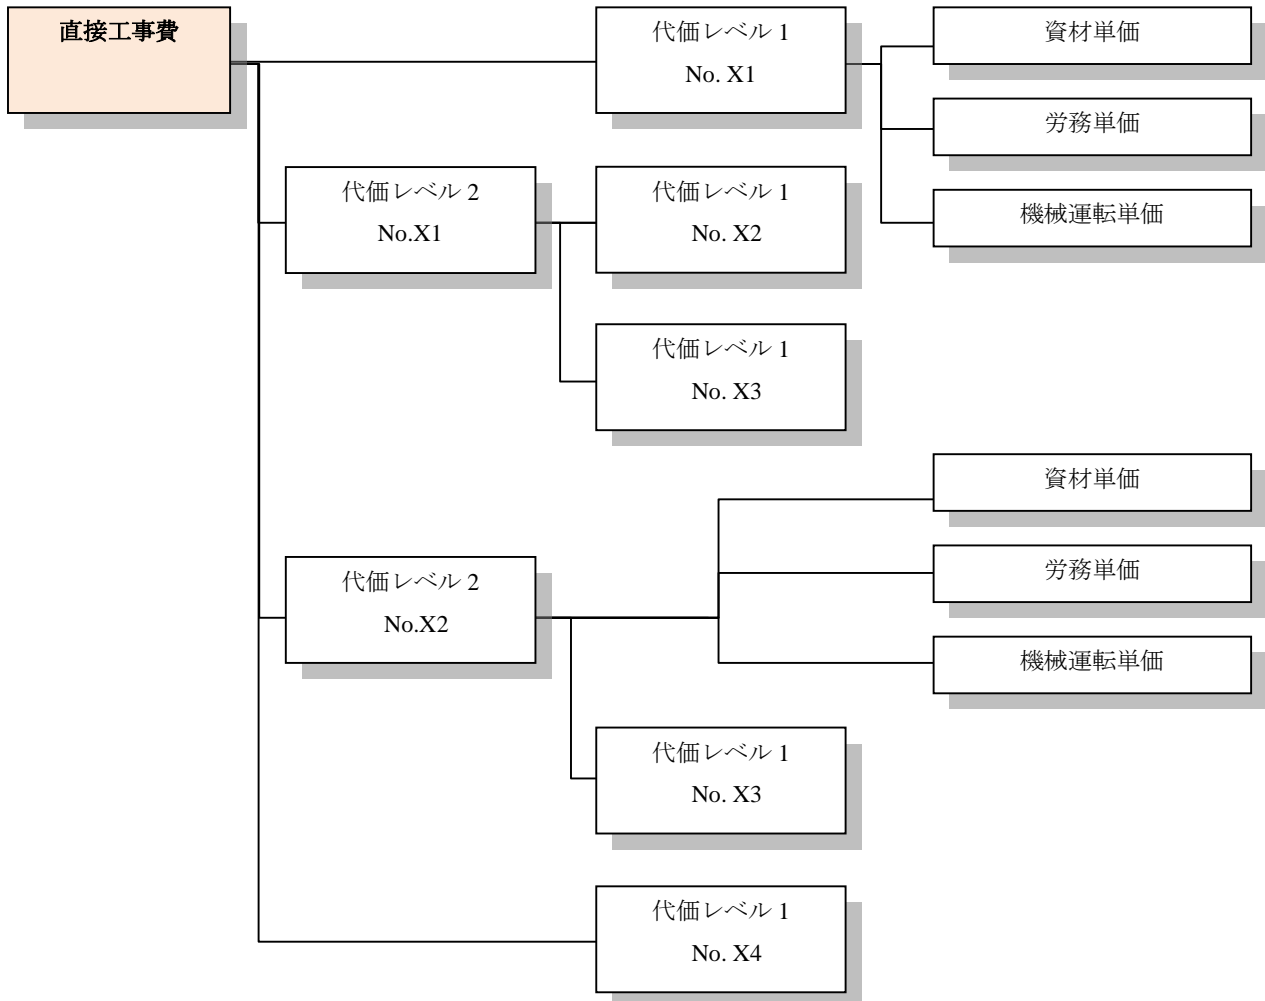 直接工事費
代価レベル 1
No. X1
資材単価
労務単価
機械運転単価
代価レベル 2
No.X1
代価レベル 1
No. X2
代価レベル 1
No. X3
代価レベル 2
No.X2
資材単価
労務単価
機械運転単価
代価レベル 1
No. X3
代価レベル 1
No. X4